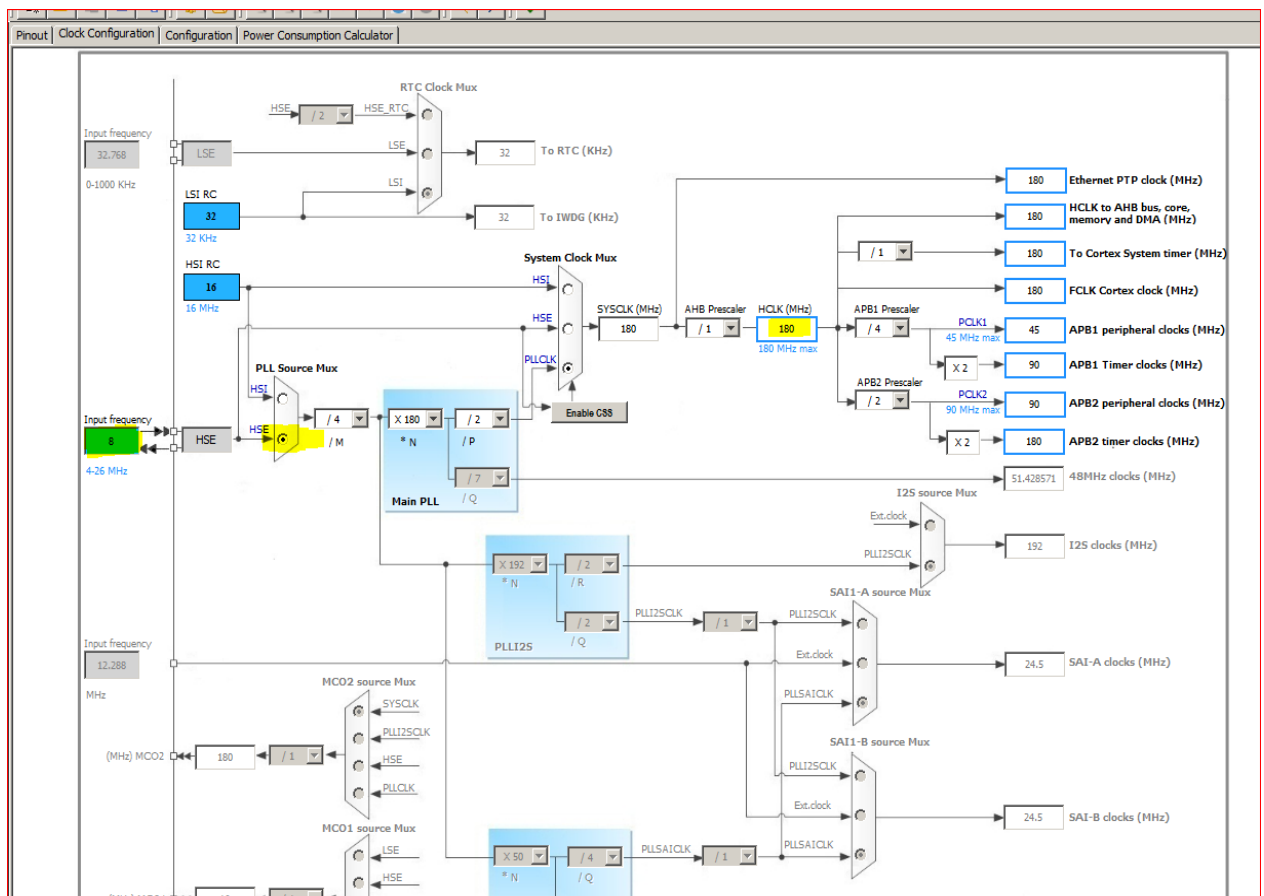 Pinout Clock Configuration Configuration Power Consumption Calculator
RTC Clock Mux
HSE / 2 HSE_RTC
Input frequency
32.768
0-1000 KHz
LSE
LSE
32 To RTC (KHz)
LSI
LSI RC
32
32 KHz
32 To IWDG (KHz)
180 Ethernet PTP clock (MHz)
180 HCLK to AHB bus, core,
memory and DMA (MHz)
/ 1 180 To Cortex System timer (MHz)
180 FCLK Cortex clock (MHz)
HSI RC
16
16 MHz
System Clock Mux
HSI
HSE
PLLCLK
SYSCLK (MHz)
180
AHB Prescaler
/ 1
HCLK (MHz)
180
180 MHz max
APB1 Prescaler
/ 4
PCLK1
45 MHz max
45 APB1 peripheral clocks (MHz)
X 2 90 APB1 Timer clocks (MHz)
APB2 Prescaler
/ 2
PCLK2
90 MHz max
90 APB2 peripheral clocks (MHz)
X 2 180 APB2 timer clocks (MHz)
Enable CSS
PLL Source Mux
HSI
HSE
Input frequency
8
4-26 MHz
HSE
/ 4
/ M
X 180
* N
/ 2
/ P
/ 7
/ Q
Main PLL
51.428571 48MHz clocks (MHz)
I2S source Mux
Ext.clock
PLLI2SCLK
192 I2S clocks (MHz)
X 192
* N
/ 2
/ R
/ 2
/ Q
PLLI2S
PLLI2SCLK / 1
SAI1-A source Mux
PLLI2SCLK
Ext.clock
PLLSAICLK
24.5 SAI-A clocks (MHz)
Input frequency
12.288
MHz
MCO2 source Mux
SYSCLK
PLLI2SCLK
HSE
PLLCLK
(MHz) MCO2 180 / 1
SAI1-B source Mux
PLLI2SCLK
Ext.clock
PLLSAICLK
24.5 SAI-B clocks (MHz)
MCO1 source Mux
LSE
HSE
X 50
* N
/ 4
/ Q
PLLSAICLK / 1